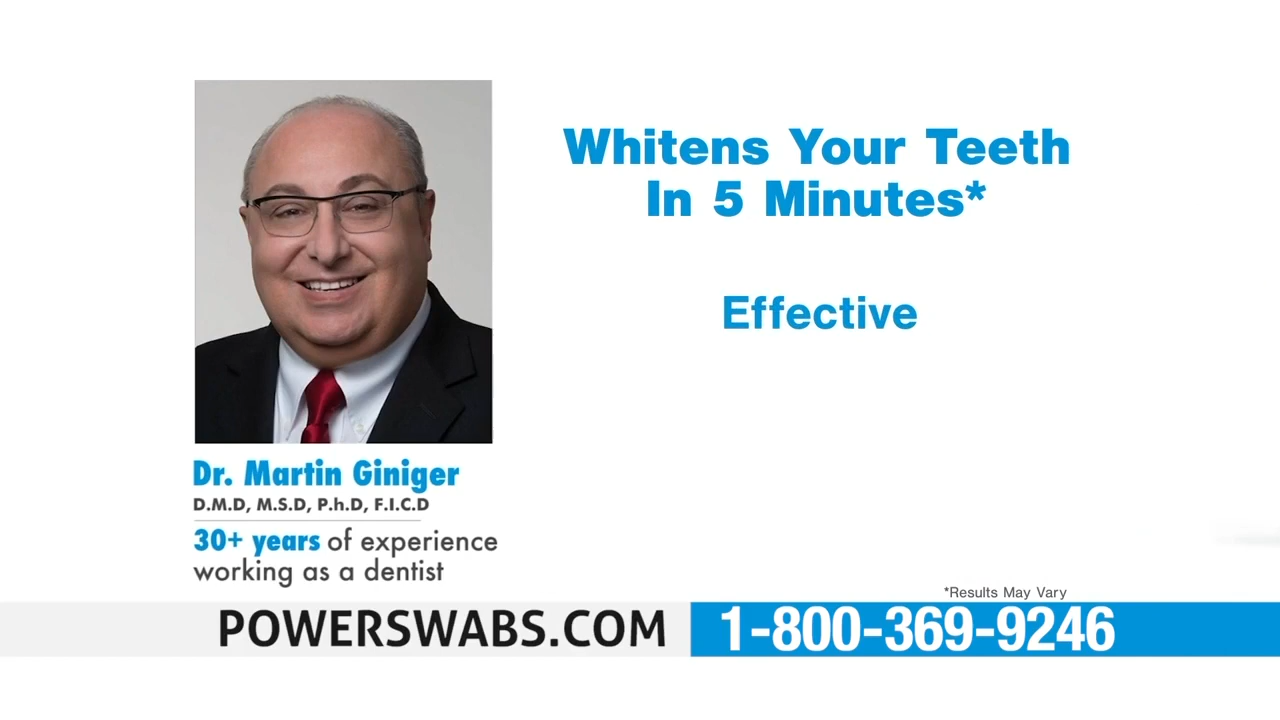 Whitens Your Teeth
In 5 Minutes*
Effective
Dr. Martin Giniger
D.M.D, M.S.D, P.h.D, F.I.C.D
30+ years of experience
working as a dentist
*Results May Vary
POWERSWABS.COM
1-800-369-9246